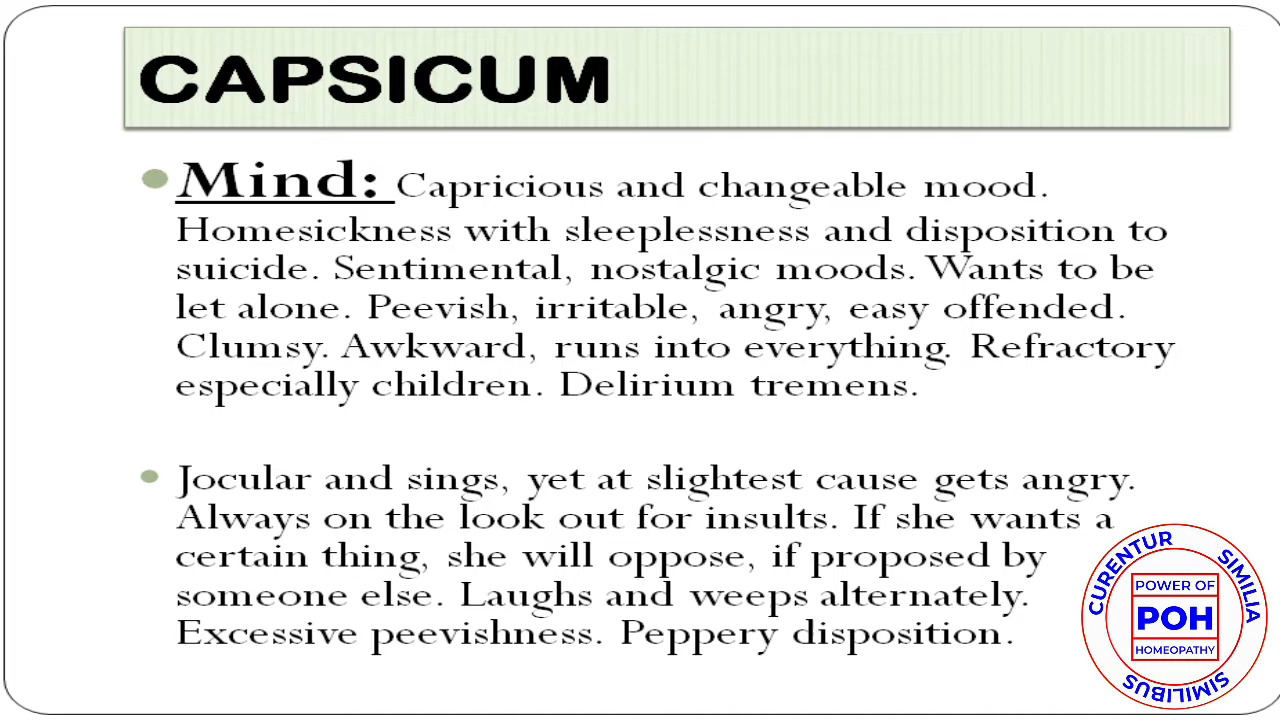 CAPSICUM
Mind: Capricious and changeable mood.
Homesickness with sleeplessness and disposition to
suicide. Sentimental, nostalgic moods. Wants to be
let alone. Peevish, irritable, angry, easy offended.
Clumsy. Awkward, runs into everything. Refractory
especially children. Delirium tremens.
Jocular and sings, yet at slightest cause gets angry.
Always on the look out for insults. If she wants a
certain thing, she will oppose, if proposed by
someone else. Laughs and weeps alternately.
Excessive peevishness. Peppery disposition.
CURENTUR
SIMILIA
SIMILIBUS
POWER OF
POH
HOMEOPATHY